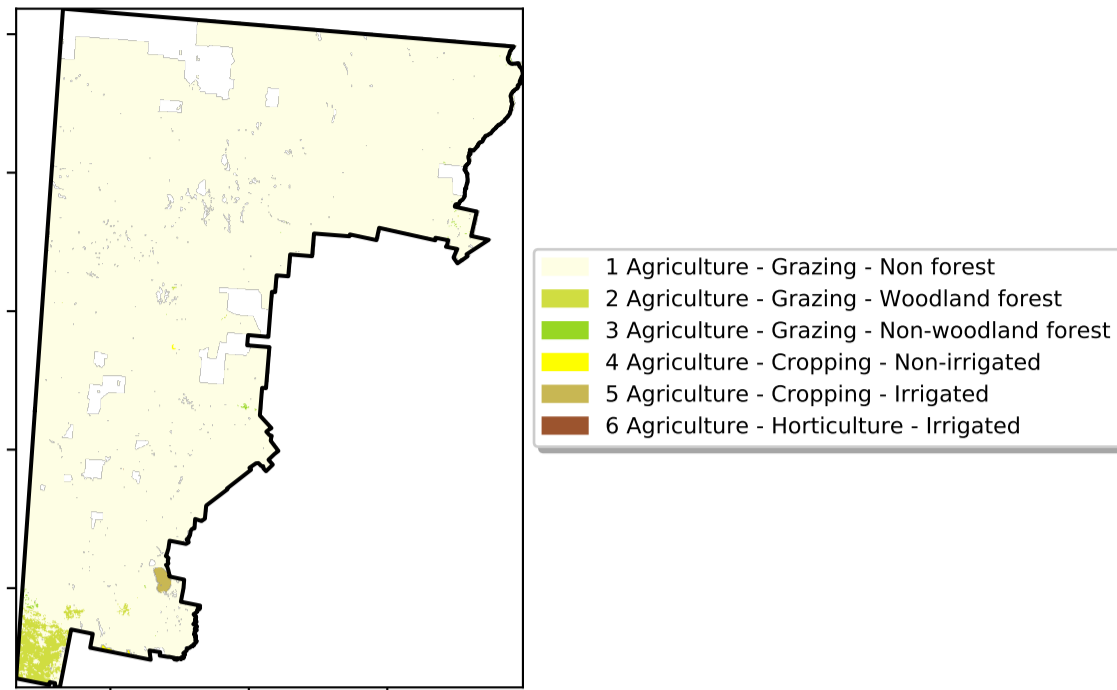 1 Agriculture - Grazing - Non forest
2 Agriculture - Grazing - Woodland forest
3 Agriculture - Grazing - Non-woodland forest
4 Agriculture - Cropping - Non-irrigated
5 Agriculture - Cropping - Irrigated
6 Agriculture - Horticulture - Irrigated